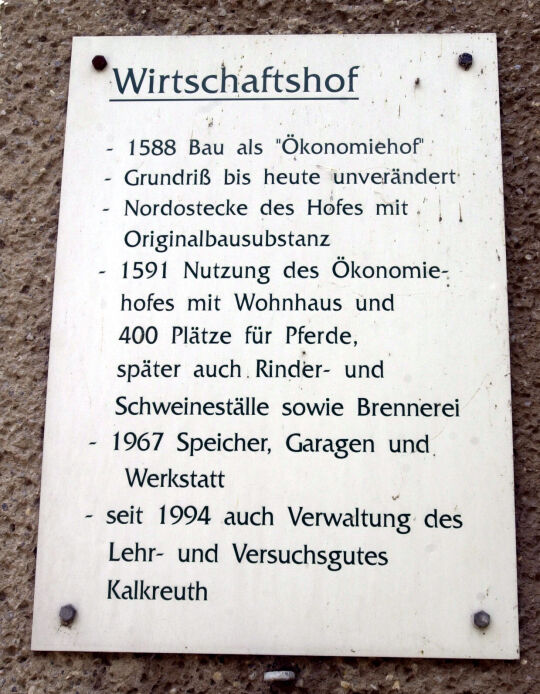 Wirtschaftshof
- 1588 Bau als "Ökonomiehof"
- Grundriß bis heute unverändert
- Nordostecke des Hofes mit
Originalbausubstanz
- 1591 Nutzung des Ökonomie-
hofes mit Wohnhaus und
400 Plätze für Pferde,
später auch Rinder- und
Schweineställe sowie Brennerei
- 1967 Speicher, Garagen und
Werkstatt
- seit 1994 auch Verwaltung des
Lehr- und Versuchsgutes
Kalkreuth